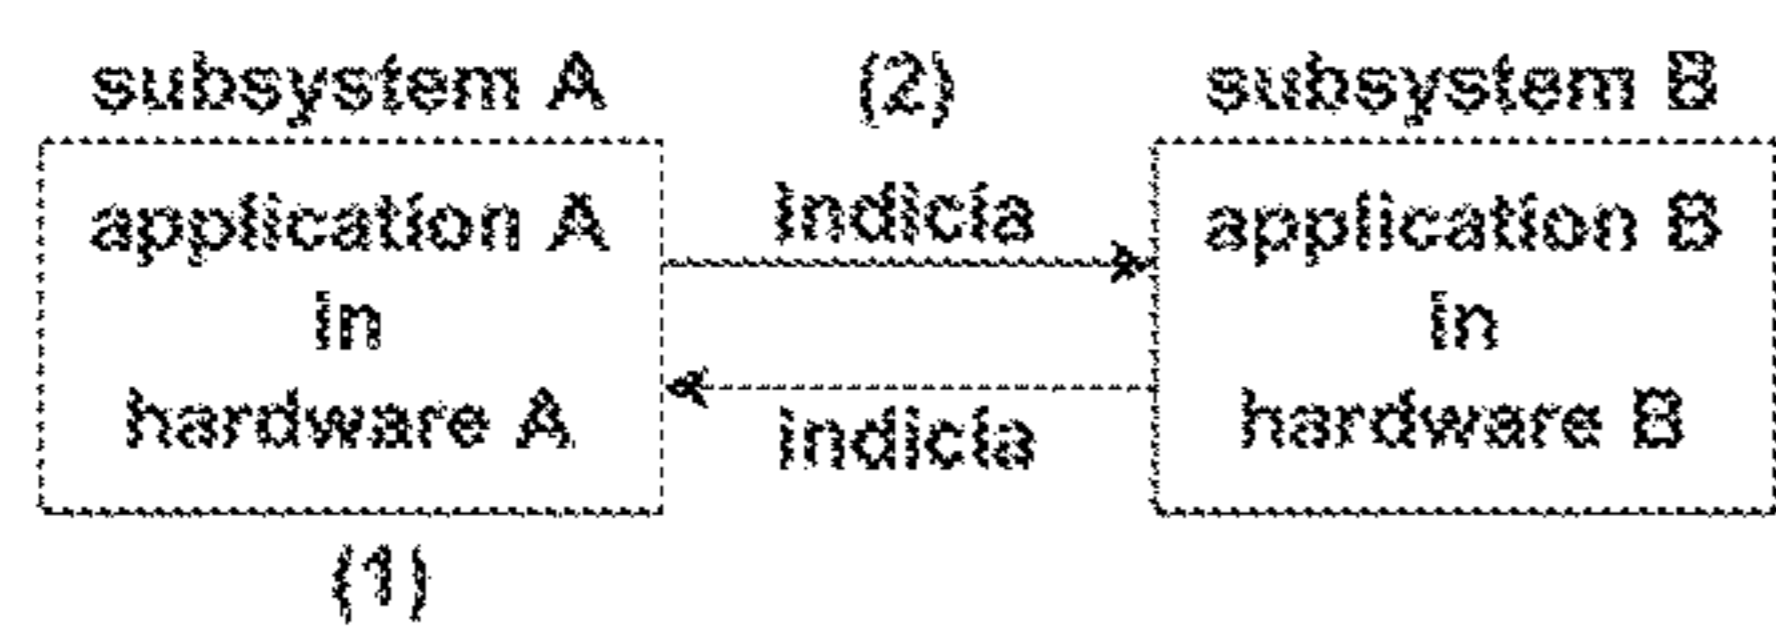 subsystem A
(2)
subsystem B
application A
in
hardware A
indicia
indicia
application B
in
hardware B
(1)